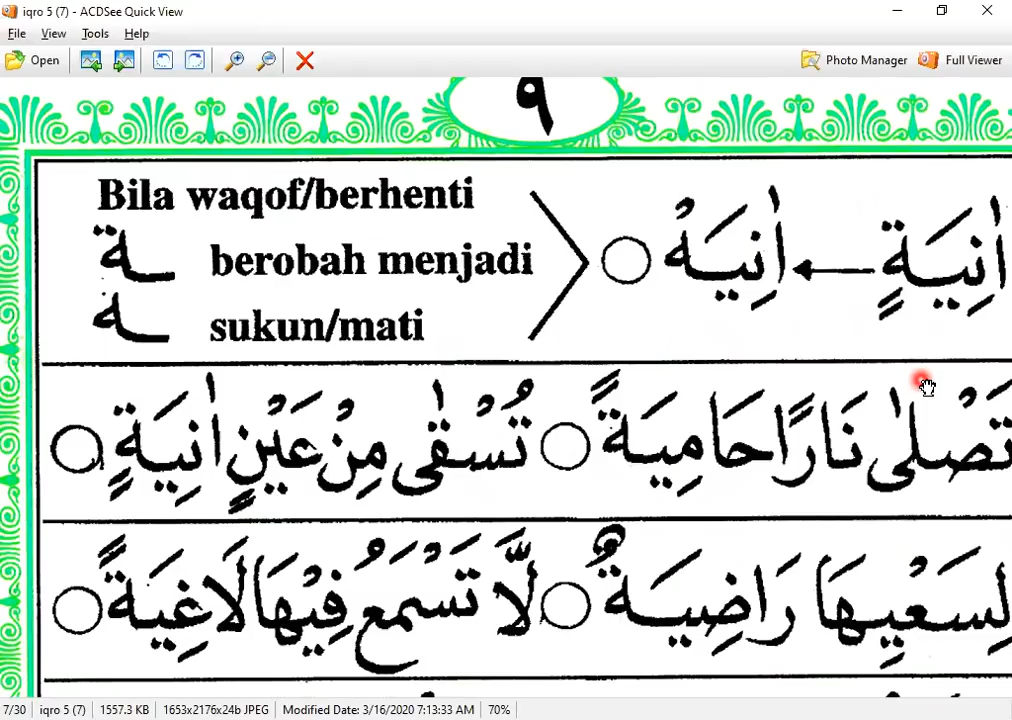 iqro 5 (7) - ACDSee Quick View
File View Tools Help
Open Photo Manager Full Viewer
٩
اٰنِيَةٍ ← اٰنِيَهْ ○
Bila waqof/berhenti
ـة berobah menjadi
ـه sukun/mati
تَصْلٰى نَارًا حَامِيَةً ○ تُسْقٰى مِنْ عَيْنٍ اٰنِيَةٍ ○
لِسَعْيِهَا رَاضِيَةٌ ○ لَّا تَسْمَعُ فِيْهَا لَاغِيَةً ○
7/30 iqro 5 (7) 1557.3 KB 1653x2176x24b JPEG Modified Date: 3/16/2020 7:13:33 AM 70%